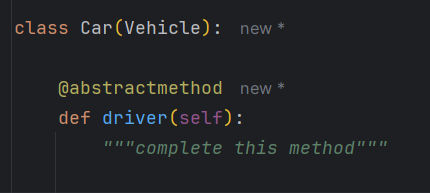 class Car(Vehicle): new *
@abstractmethod new *
def driver(self):
"""complete this method"""